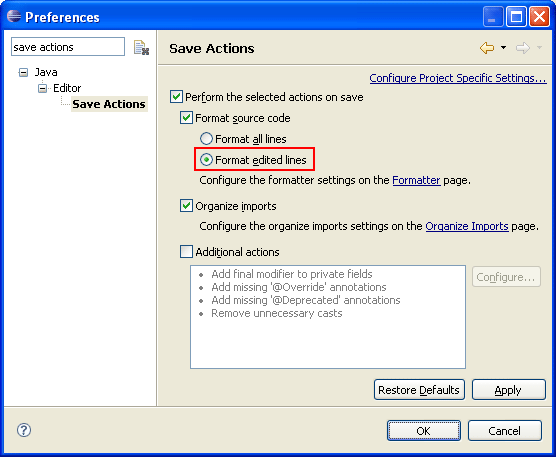 Preferences
save actions
Java
Editor
Save Actions
Save Actions
Configure Project Specific Settings...
Perform the selected actions on save
Format source code
Format all lines
Format edited lines
Configure the formatter settings on the Formatter page.
Organize imports
Configure the organize imports settings on the Organize Imports page.
Additional actions
Add final modifier to private fields
Add missing '@Override' annotations
Add missing '@Deprecated' annotations
Remove unnecessary casts
Configure...
Restore Defaults
Apply
?
OK
Cancel